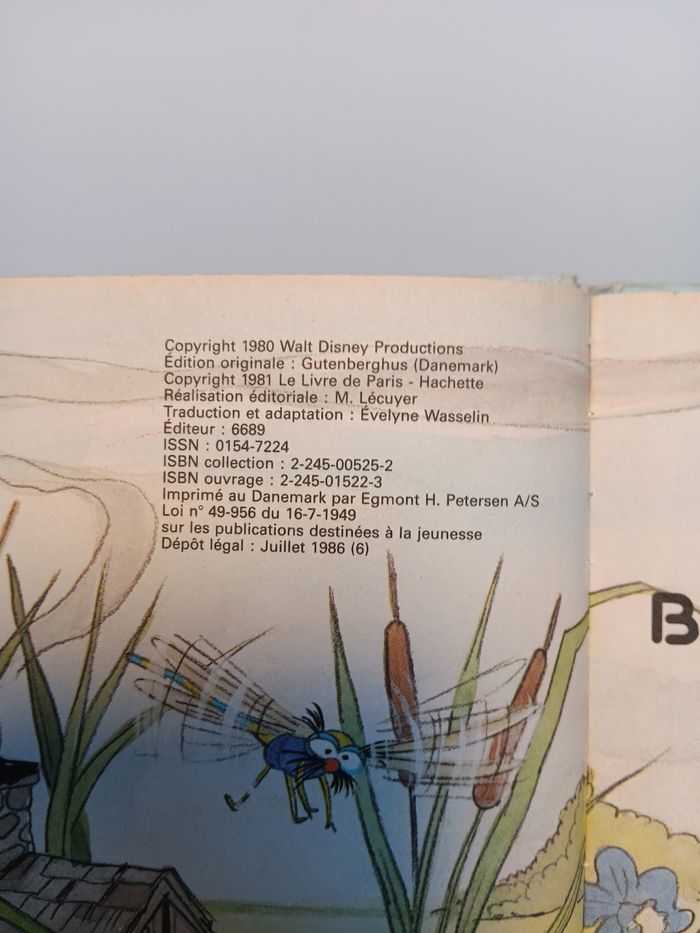 Copyright 1980 Walt Disney Productions
Édition originale : Gutenberghus (Danemark)
Copyright 1981 Le Livre de Paris - Hachette
Réalisation éditoriale : M. Lécuyer
Traduction et adaptation : Évelyne Wasselin
Éditeur : 6689
ISSN : 0154-7224
ISBN collection : 2-245-00525-2
ISBN ouvrage : 2-245-01522-3
Imprimé au Danemark par Egmont H. Petersen A/S
Loi n° 49-956 du 16-7-1949
sur les publications destinées à la jeunesse
Dépôt légal : Juillet 1986 (6)